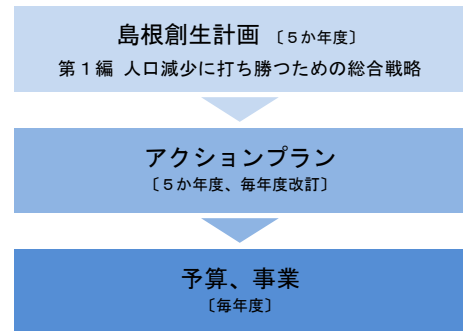 島根創生計画 〔５か年度〕
第１編 人口減少に打ち勝つための総合戦略
アクションプラン
〔５か年度、毎年度改訂〕
予算、事業
〔毎年度〕